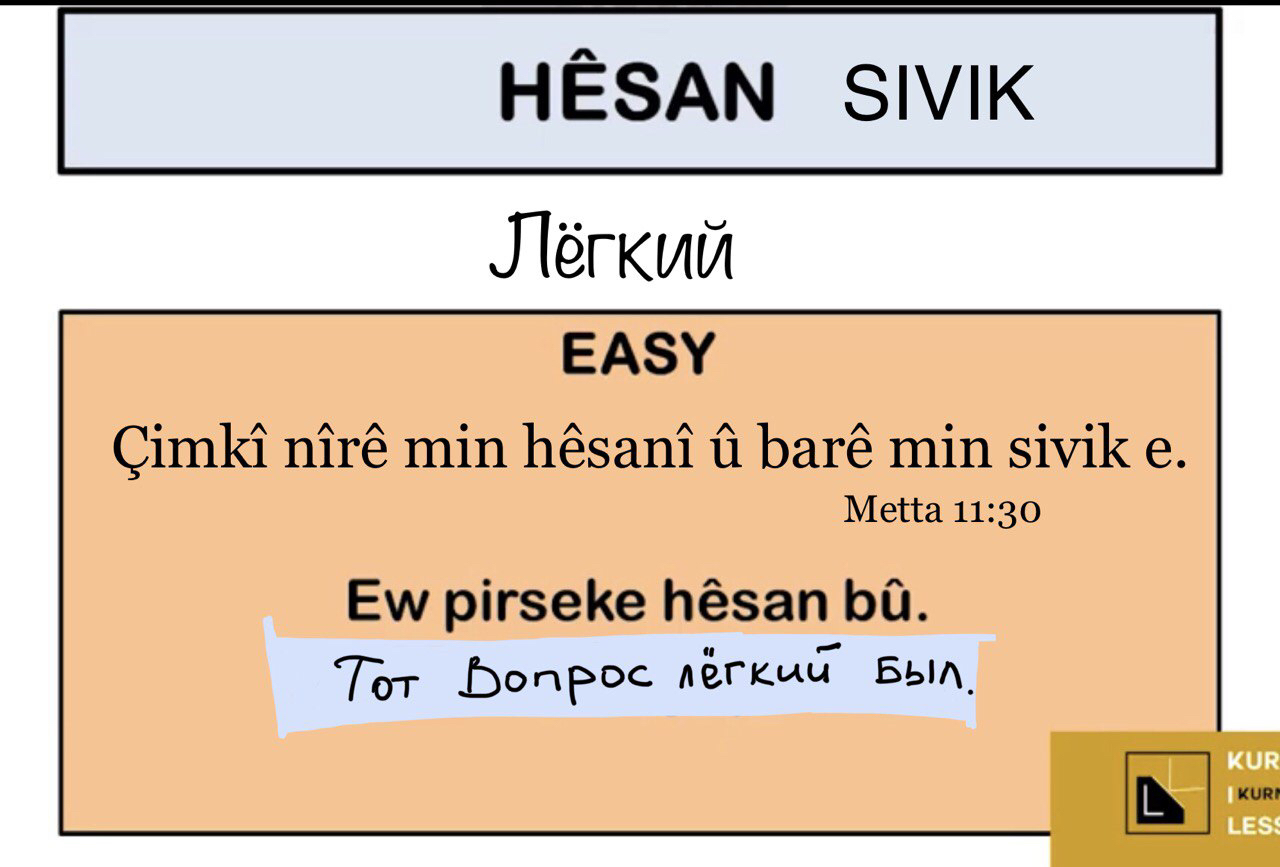 HÊSAN SIVIK
Лёгкий
EASY
Çimkî nîrê min hêsanî û barê min sivik e.
Metta 11:30
Ew pirseke hêsan bû.
Тот Вопрос лёгкий Был.
KUR
| KURM
LESS